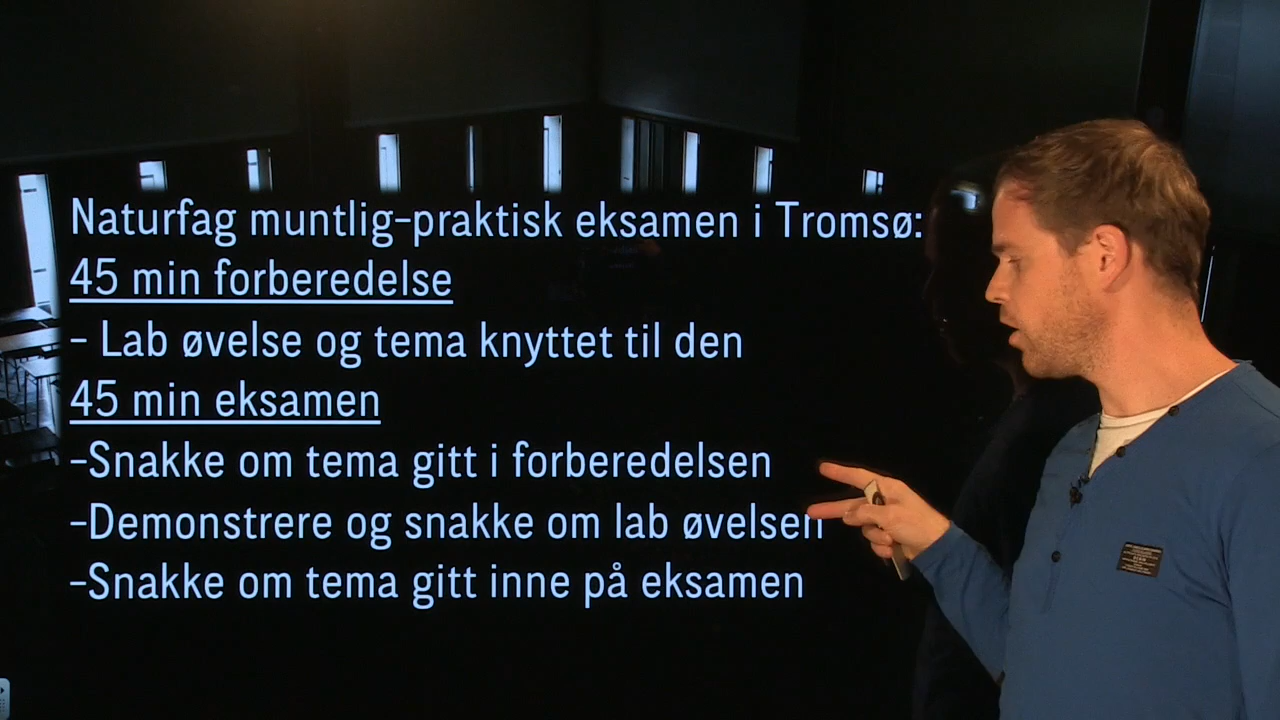 Naturfag muntlig-praktisk eksamen i Tromsø:
45 min forberedelse
- Lab øvelse og tema knyttet til den
45 min eksamen
-Snakke om tema gitt i forberedelsen
-Demonstrere og snakke om lab øvelsen
-Snakke om tema gitt inne på eksamen